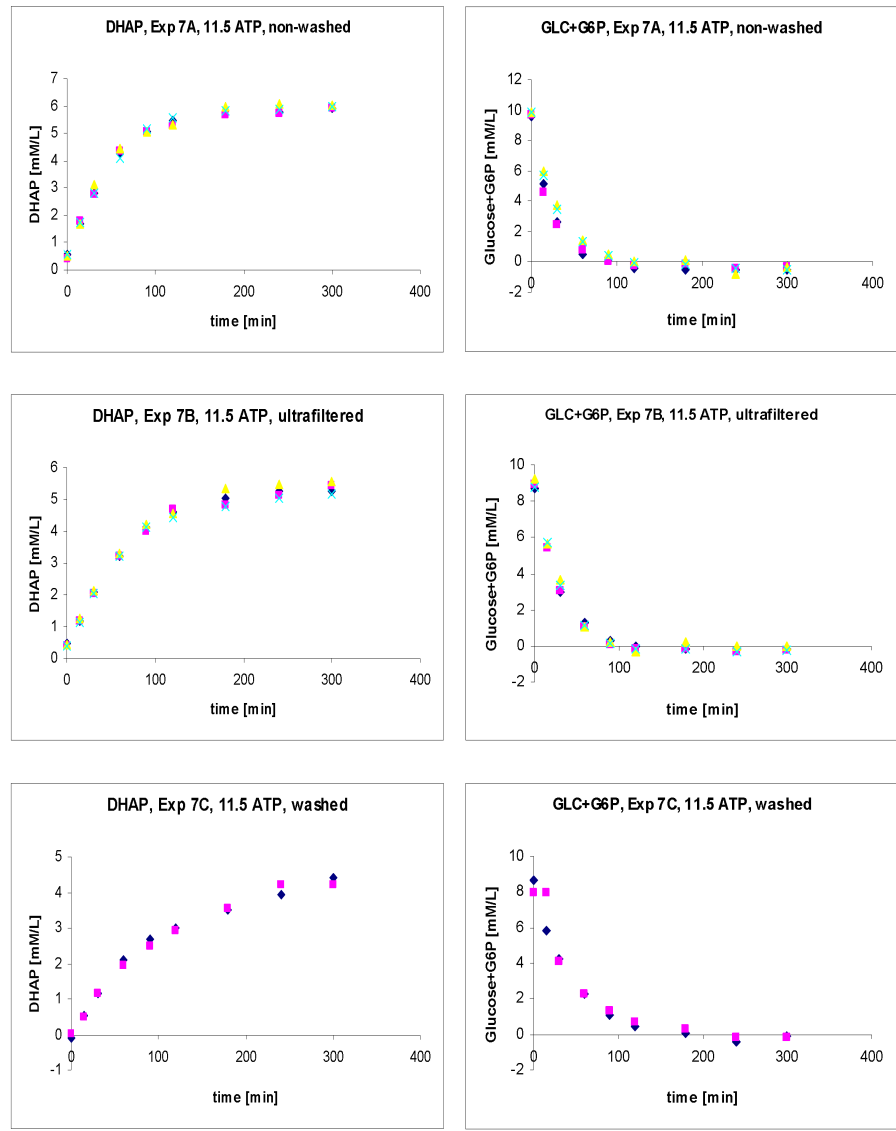 DHAP, Exp 7A, 11.5 ATP, non-washed
DHAP [mM/L]
7
6
5
4
3
2
1
0
0 100 200 300 400
time [min]
GLC+G6P, Exp 7A, 11.5 ATP, non-washed
Glucose+G6P [mM/L]
12
10
8
6
4
2
0
-2
0 100 200 300 400
time [min]
DHAP, Exp 7B, 11.5 ATP, ultrafiltered
DHAP [mM/L]
6
5
4
3
2
1
0
0 100 200 300 400
time [min]
GLC+G6P, Exp 7B, 11.5 ATP, ultrafiltered
Glucose+G6P [mM/L]
10
8
6
4
2
0
-2
0 100 200 300 400
time [min]
DHAP, Exp 7C, 11.5 ATP, washed
DHAP [mM/L]
5
4
3
2
1
0
-1
0 100 200 300 400
time [min]
GLC+G6P, Exp 7C, 11.5 ATP, washed
Glucose+G6P [mM/L]
10
8
6
4
2
0
-2
0 100 200 300 400
time [min]